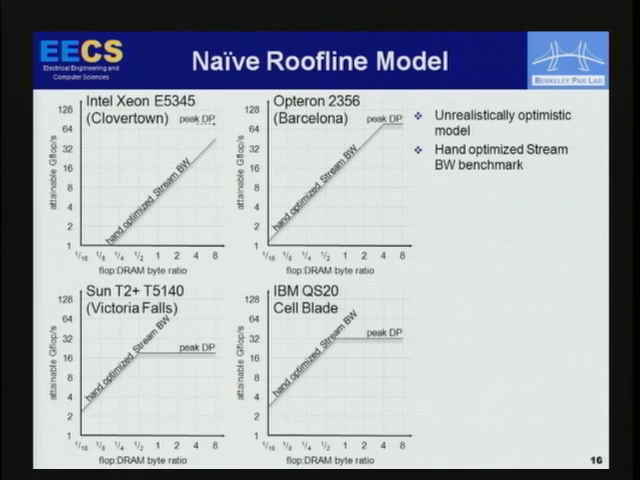 EECS
Electrical Engineering and
Computer Sciences
Naïve Roofline Model
BERKELEY PAR LAB
Intel Xeon E5345
(Clovertown)
peak DP
hand optimized Stream BW
attainable Gflop/s
128
64
32
16
8
4
2
1
1/16 1/8 1/4 1/2 1 2 4 8
flop:DRAM byte ratio
Opteron 2356
(Barcelona)
peak DP
hand optimized Stream BW
attainable Gflop/s
128
64
32
16
8
4
2
1
1/16 1/8 1/4 1/2 1 2 4 8
flop:DRAM byte ratio
❖ Unrealistically optimistic
model
❖ Hand optimized Stream
BW benchmark
Sun T2+ T5140
(Victoria Falls)
peak DP
hand optimized Stream BW
attainable Gflop/s
128
64
32
16
8
4
2
1
1/16 1/8 1/4 1/2 1 2 4 8
flop:DRAM byte ratio
IBM QS20
Cell Blade
peak DP
hand optimized Stream BW
attainable Gflop/s
128
64
32
16
8
4
2
1
1/16 1/8 1/4 1/2 1 2 4 8
flop:DRAM byte ratio
16